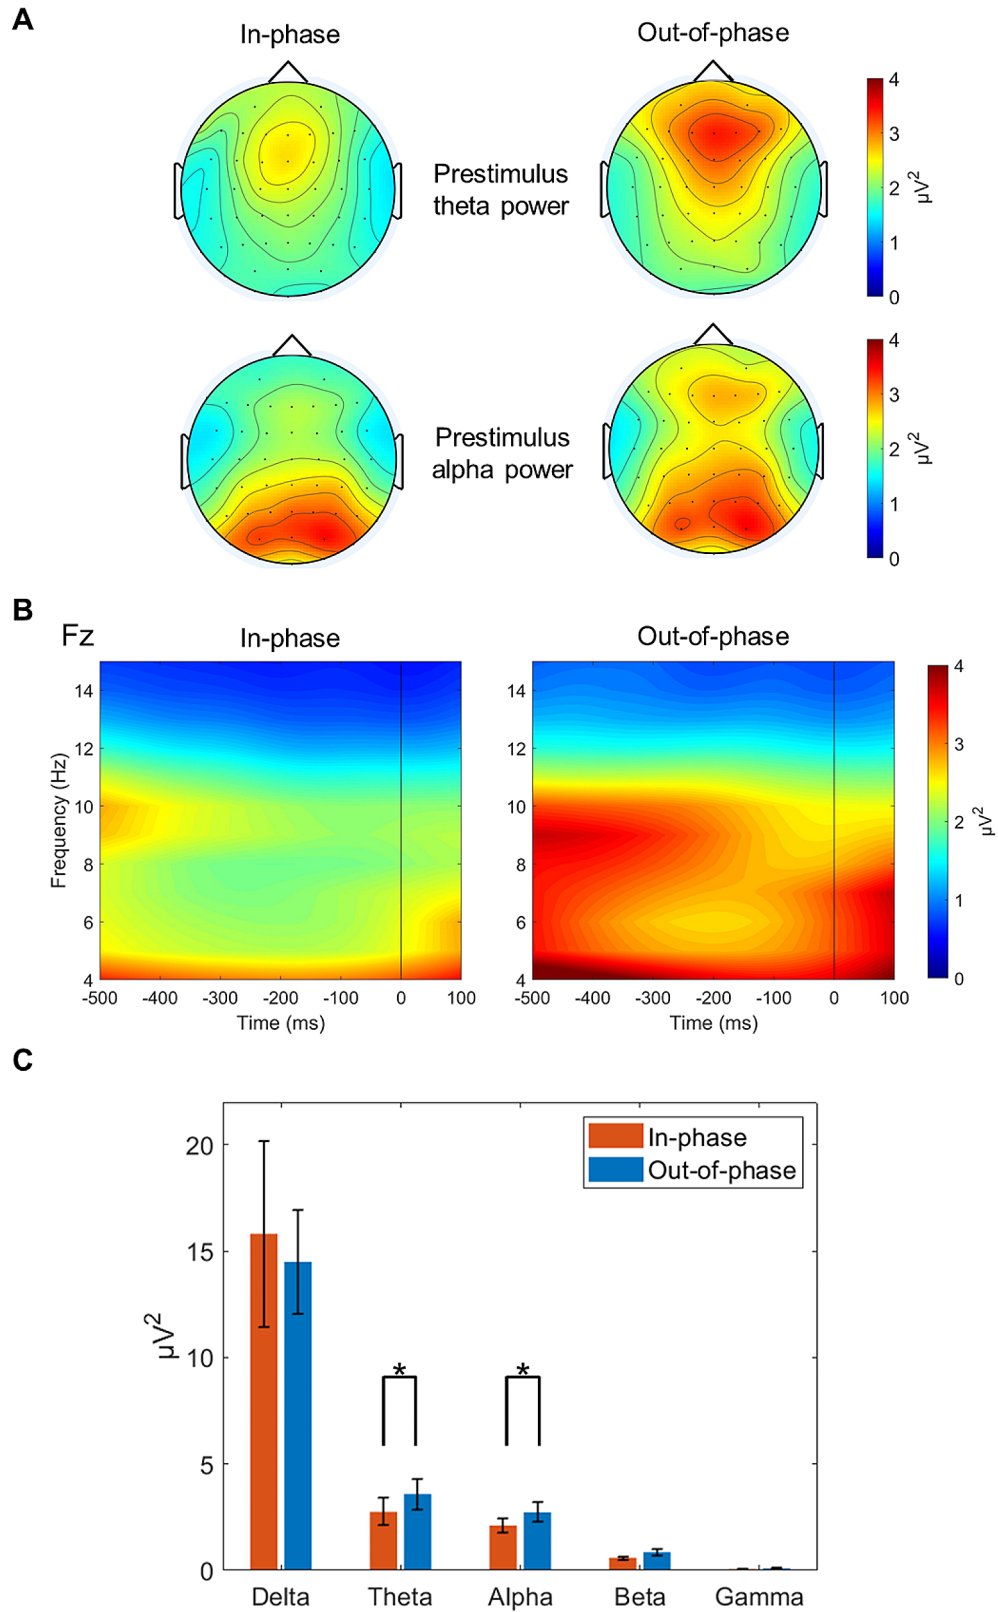 A
In-phase
Out-of-phase
Prestimulus
theta power
4
3
2
1
0
µV2
Prestimulus
alpha power
4
3
2
1
0
µV2
B
Fz
In-phase
Out-of-phase
Frequency (Hz)
14
12
10
8
6
4
-500 -400 -300 -200 -100 0 100
Time (ms)
14
12
10
8
6
4
-500 -400 -300 -200 -100 0 100
Time (ms)
4
3
2
1
0
µV2
C
µV2
20
15
10
5
0
In-phase
Out-of-phase
* *
Delta Theta Alpha Beta Gamma